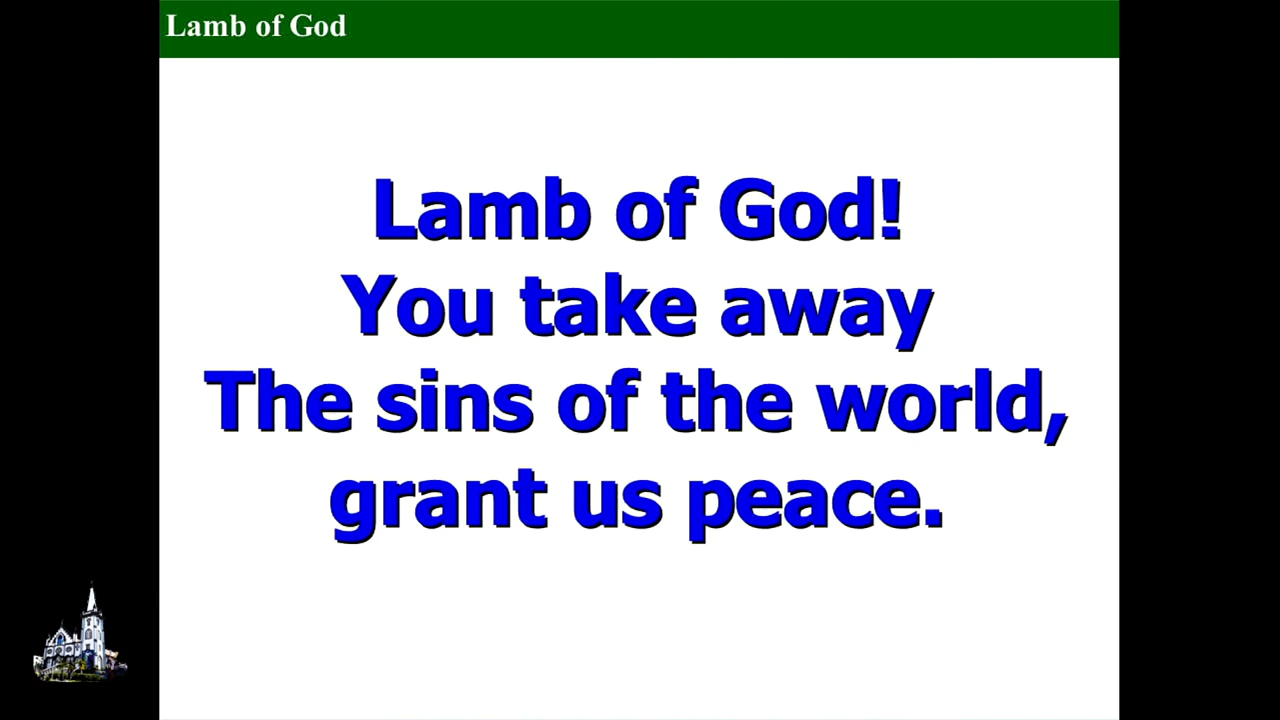 Lamb of God
Lamb of God!
You take away
The sins of the world,
grant us peace.